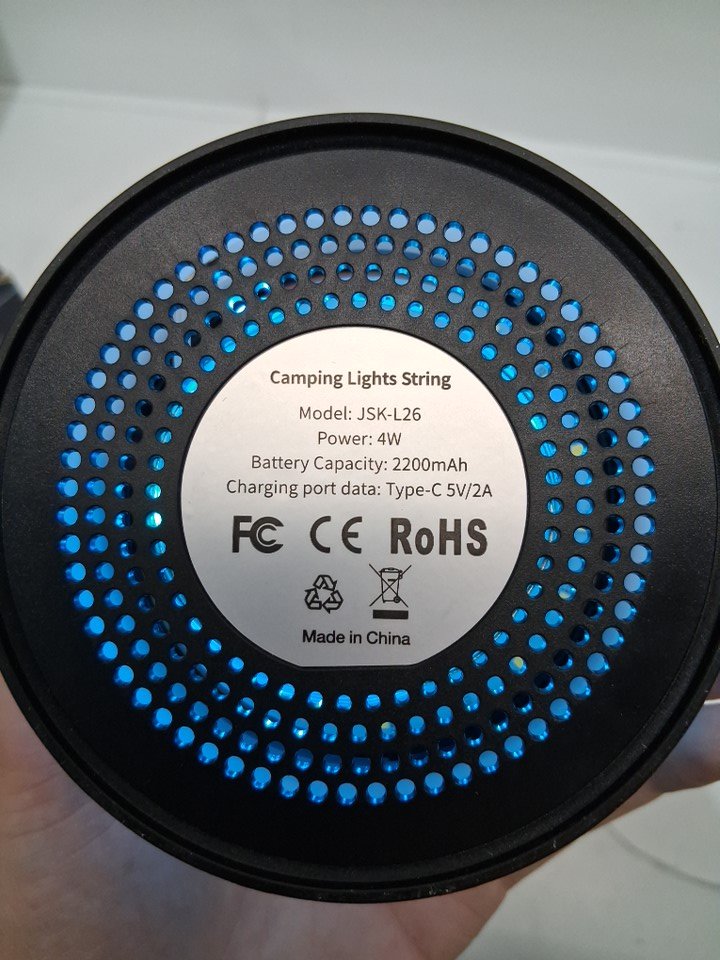 Camping Lights String
Model: JSK-L26
Power: 4W
Battery Capacity: 2200mAh
Charging port data: Type-C 5V/2A
FC CE RoHS
Made in China